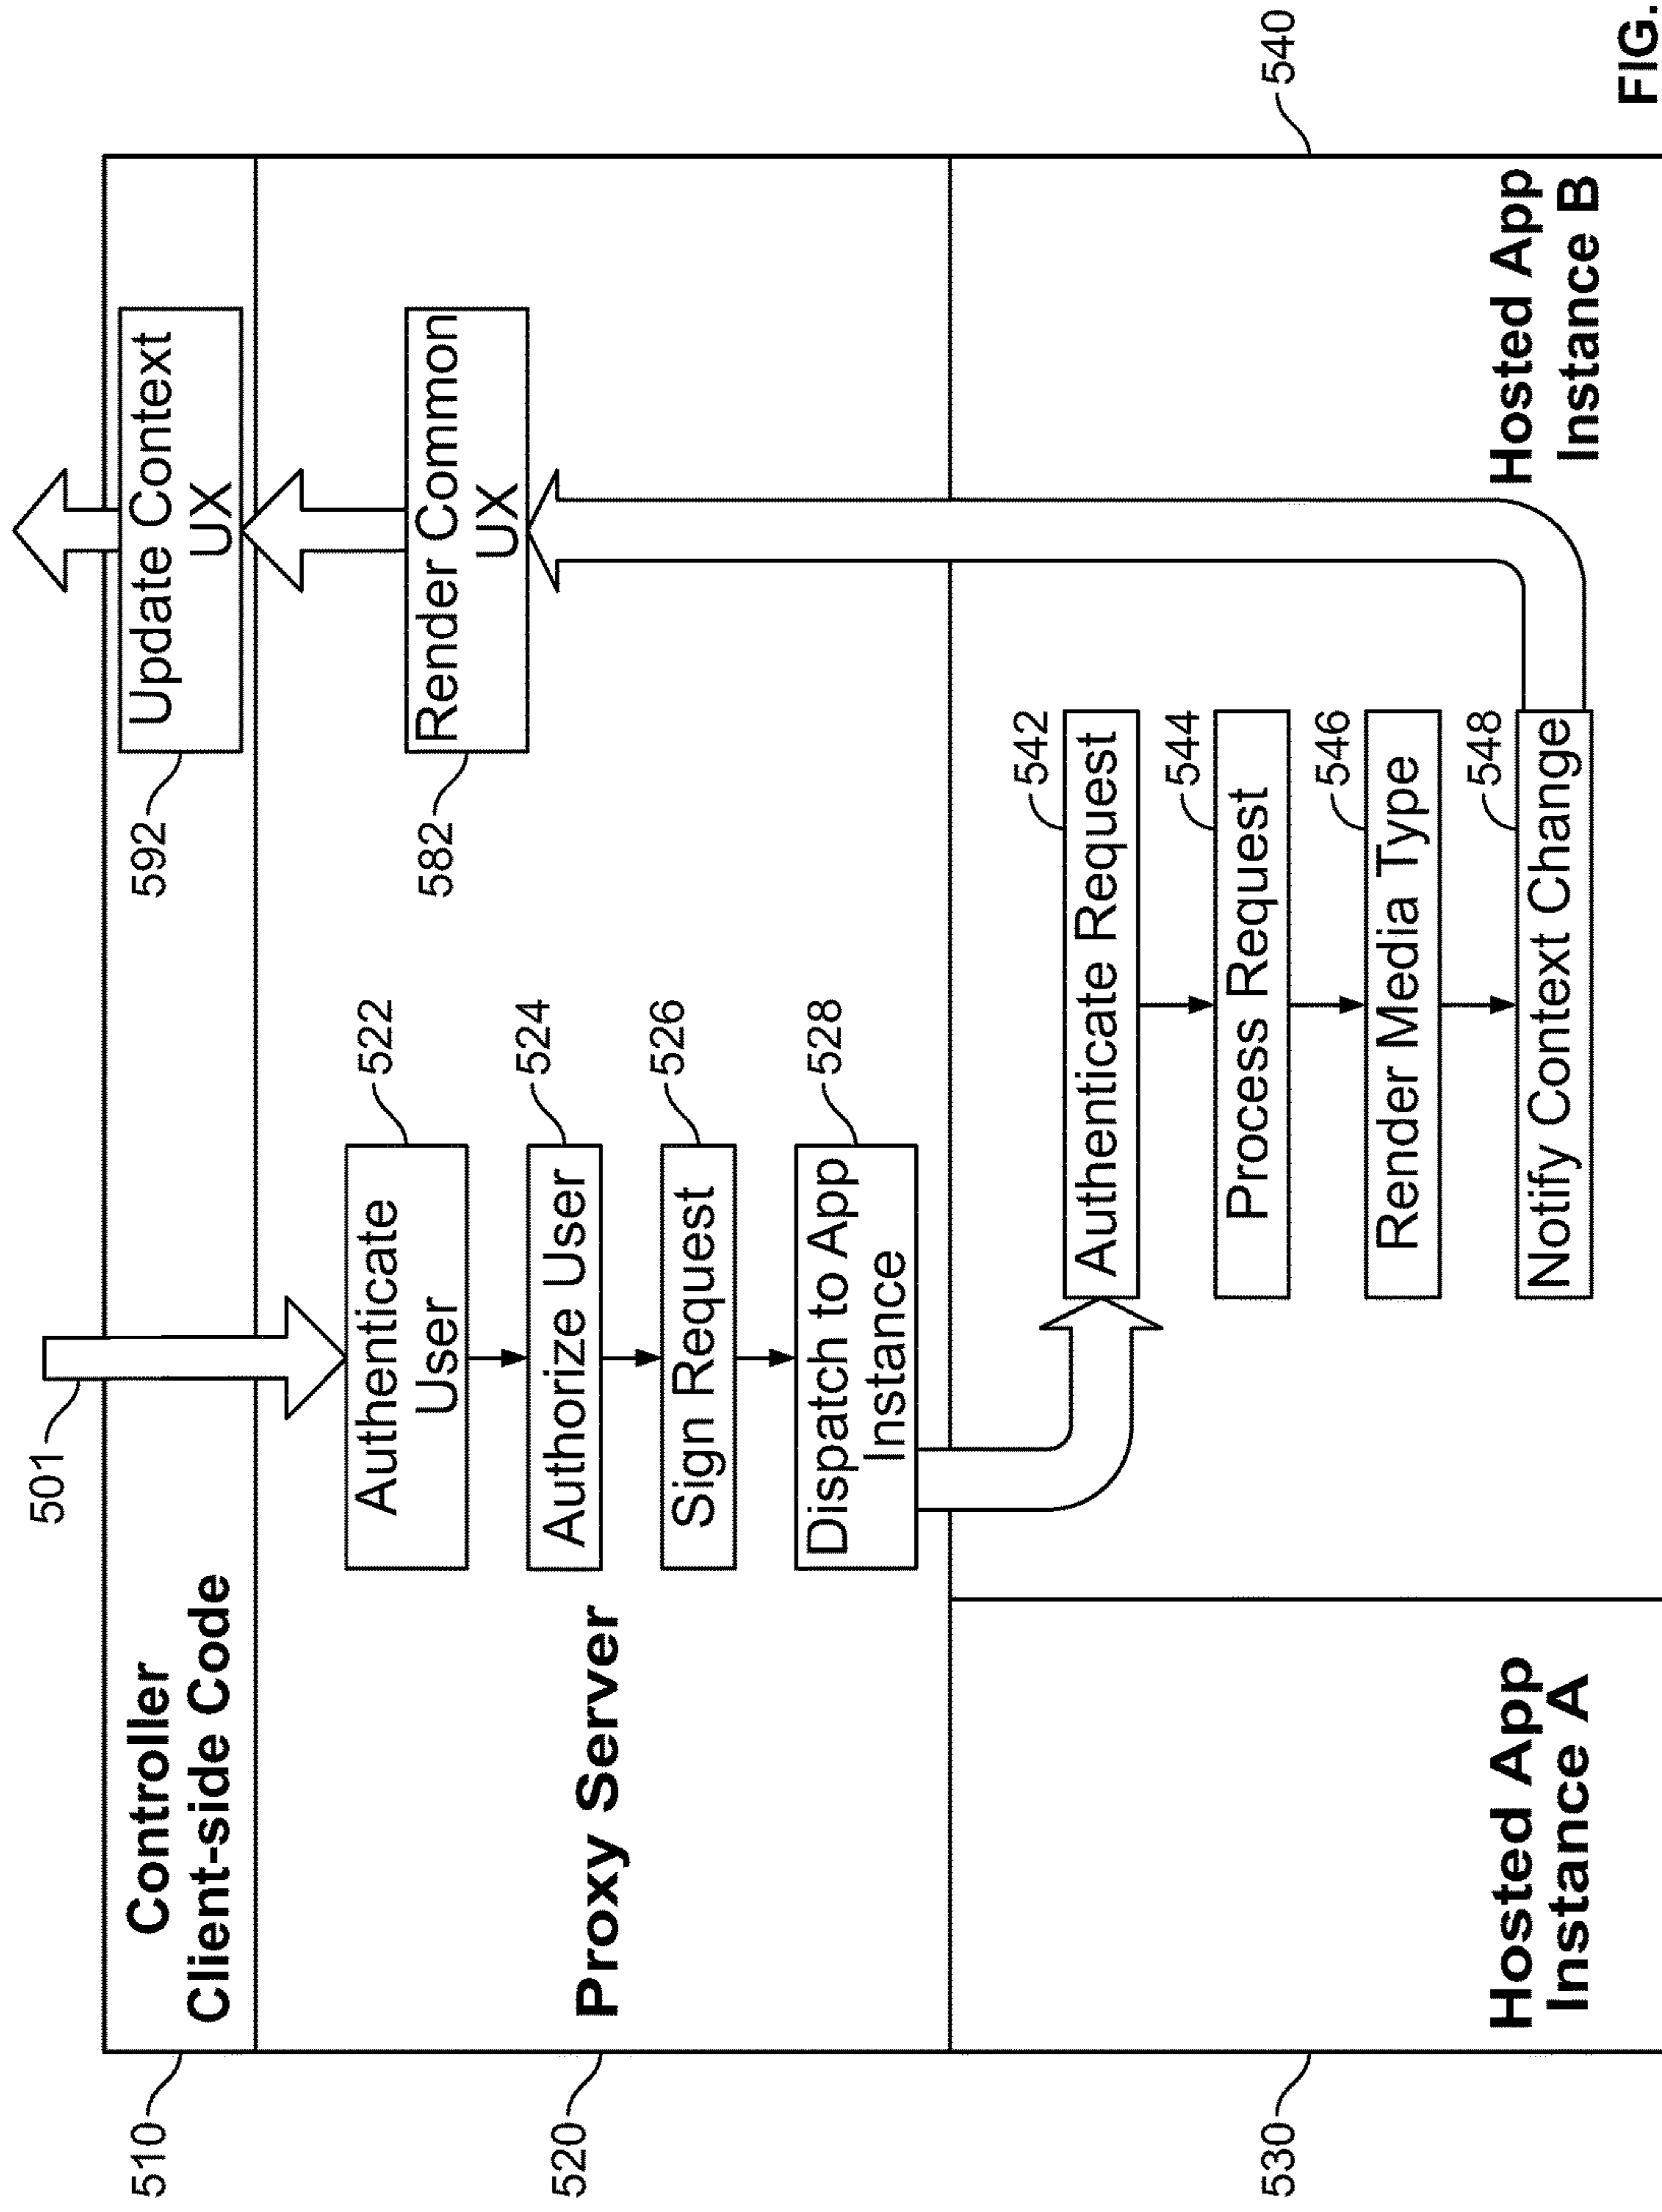 501
510
Controller
Client-side Code
592
Update Context
UX
520
Proxy Server
Authenticate
User
522
Authorize User
524
Sign Request
526
Dispatch to App
Instance
528
582
Render Common
UX
530
Hosted App
Instance A
Authenticate Request
542
Process Request
544
Render Media Type
546
Notify Context Change
548
Hosted App
Instance B
540
FIG.